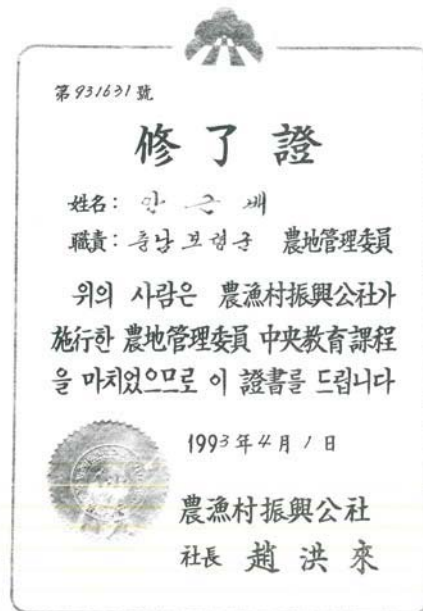 第931631號
修了證
姓名: 안근배
職責: 충남보령군 農地管理委員
위의 사람은 農漁村振興公社가
施行한 農地管理委員 中央教育課程
을 마치었으므로 이 證書를 드립니다
1993年4月1日
農漁村振興公社
社長 趙洪來